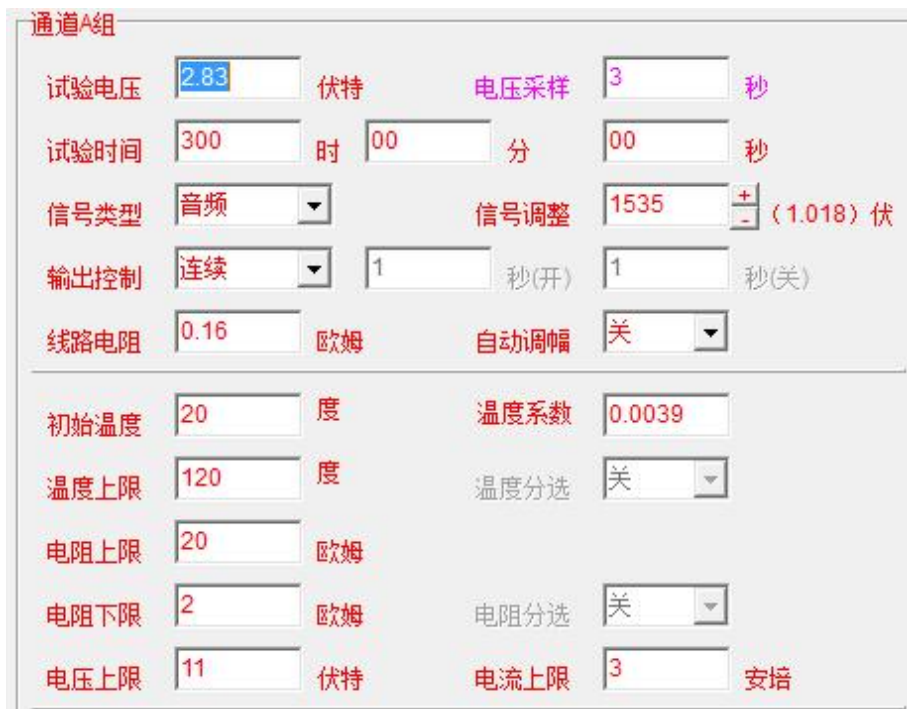 通道A组
试验电压 2.83 伏特 电压采样 3 秒
试验时间 300 时 00 分 00 秒
信号类型 音频 信号调整 1535 + - （1.018）伏
输出控制 连续 1 秒(开) 1 秒(关)
线路电阻 0.16 欧姆 自动调幅 关
初始温度 20 度 温度系数 0.0039
温度上限 120 度 温度分选 关
电阻上限 20 欧姆
电阻下限 2 欧姆 电阻分选 关
电压上限 11 伏特 电流上限 3 安培